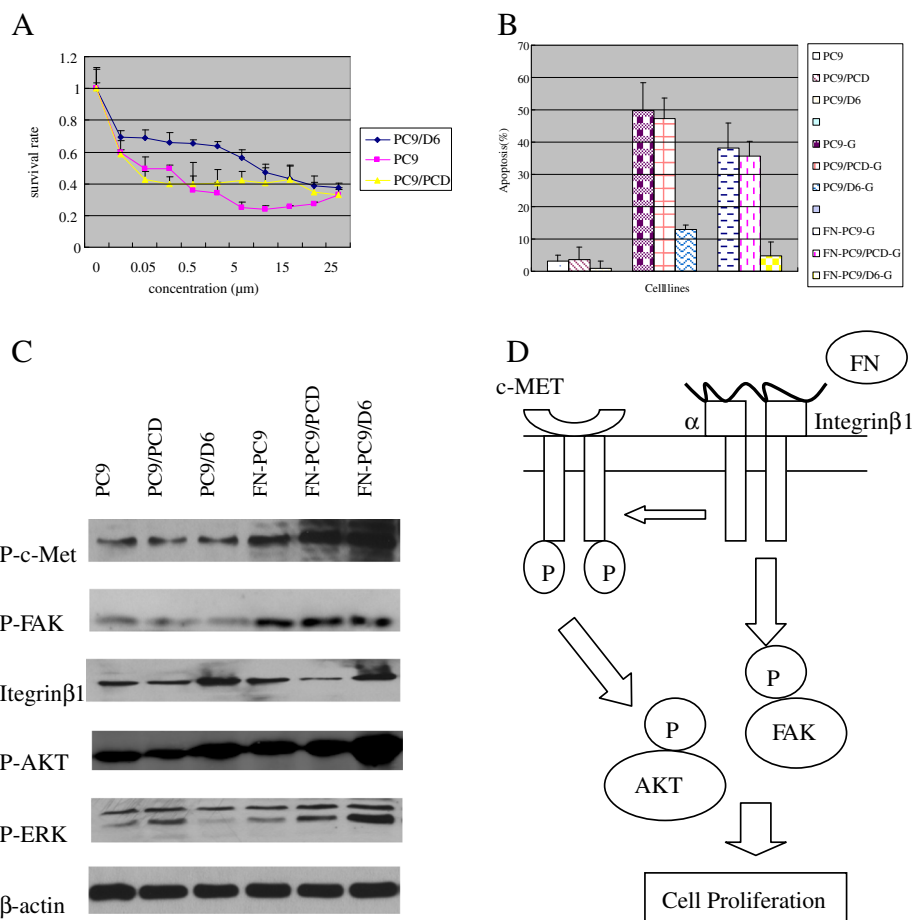 A
1.2
1
0.8
0.6
0.4
0.2
0
survival rate
0 0.05 0.5 5 15 25
concentration (μm)
PC9/D6
PC9
PC9/PCD
B
70
60
50
40
30
20
10
0
Apoptosis(%)
Cell lines
PC9
PC9/PCD
PC9/D6
PC9-G
PC9/PCD-G
PC9/D6-G
FN-PC9-G
FN-PC9/PCD-G
FN-PC9/D6-G
C
PC9
PC9/PCD
PC9/D6
FN-PC9
FN-PC9/PCD
FN-PC9/D6
P-c-Met
P-FAK
Itegrinβ1
P-AKT
P-ERK
β-actin
D
c-MET
FN
α
Integrinβ1
P
P
P
FAK
P
AKT
Cell Proliferation